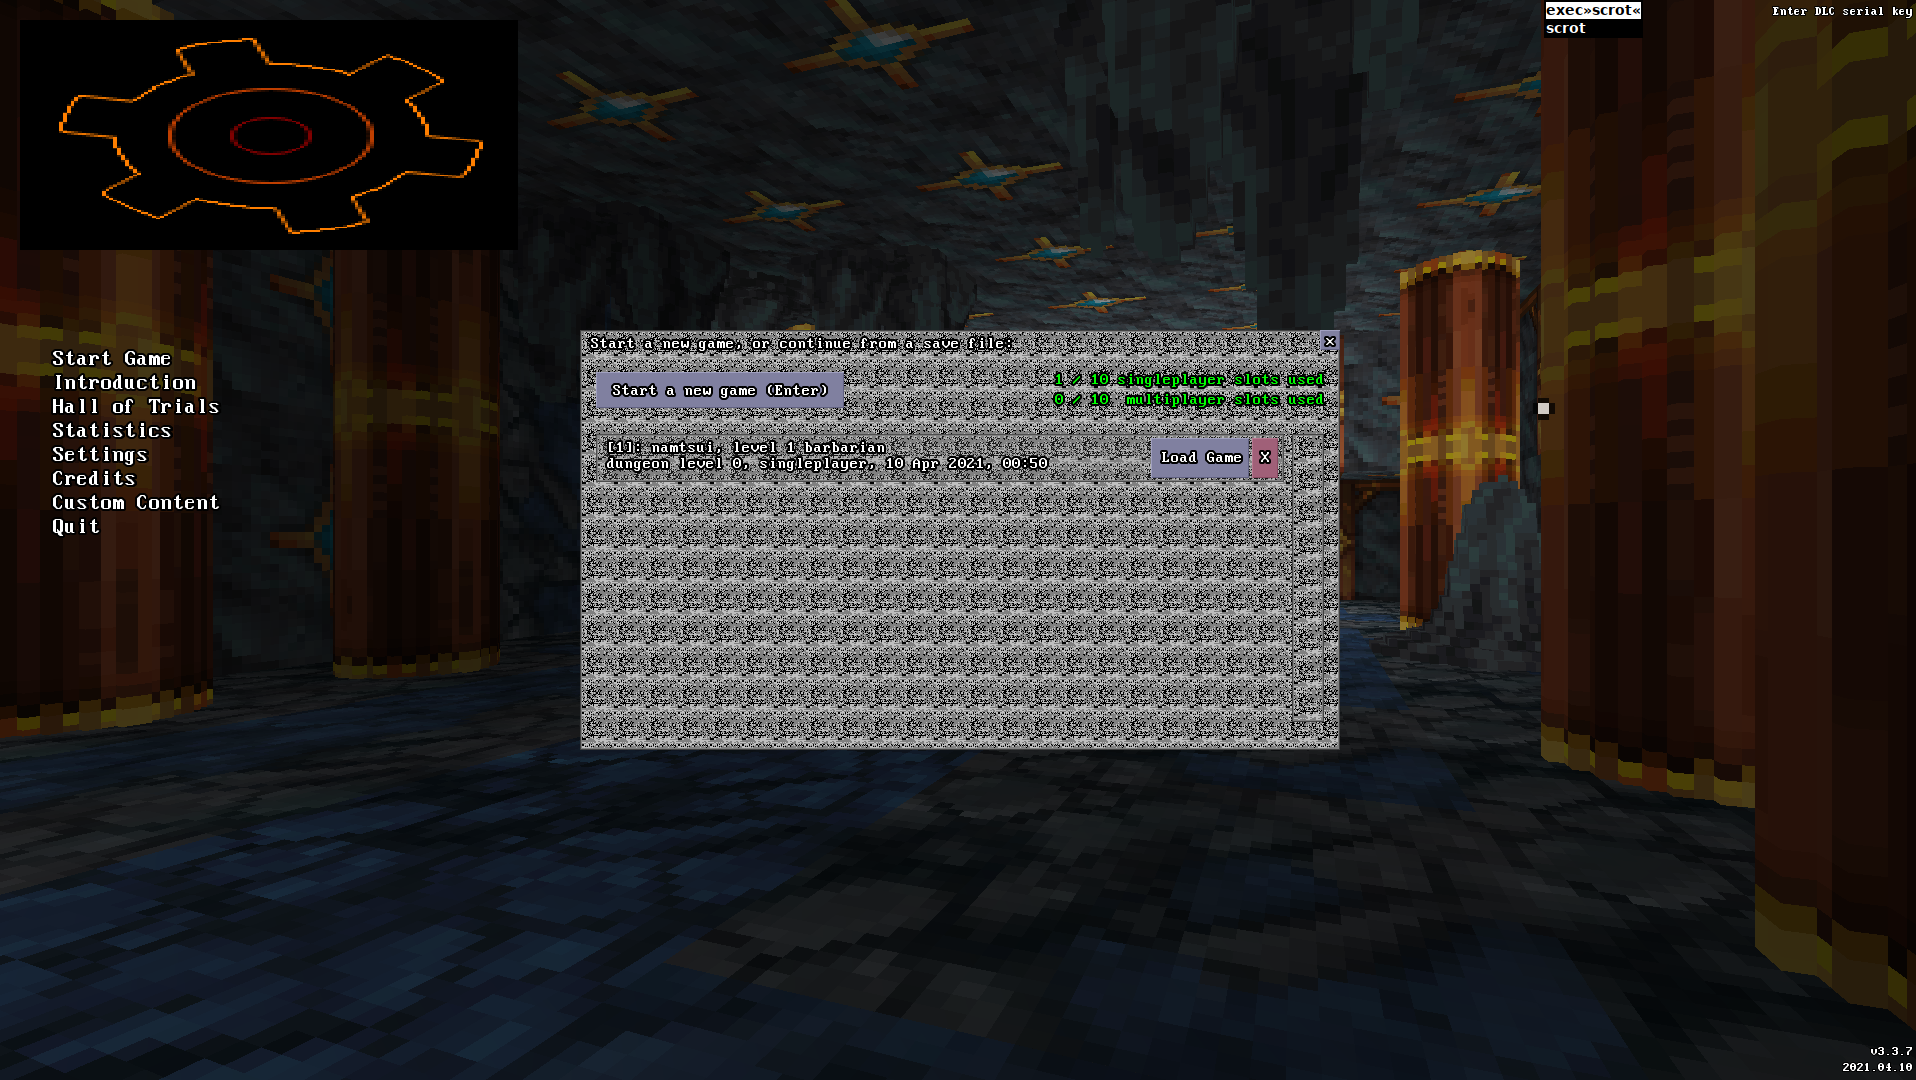 exec»scrot«
scrot
Enter DLC serial key
Start Game
Introduction
Hall of Trials
Statistics
Settings
Credits
Custom Content
Quit
Start a new game, or continue from a save file:
x
Start a new game (Enter)
1 / 10 singleplayer slots used
0 / 10 multiplayer slots used
[1]: namtsui, level 1 barbarian
dungeon level 0, singleplayer, 10 Apr 2021, 00:50
Load Game
X
v3.3.7
2021.04.10